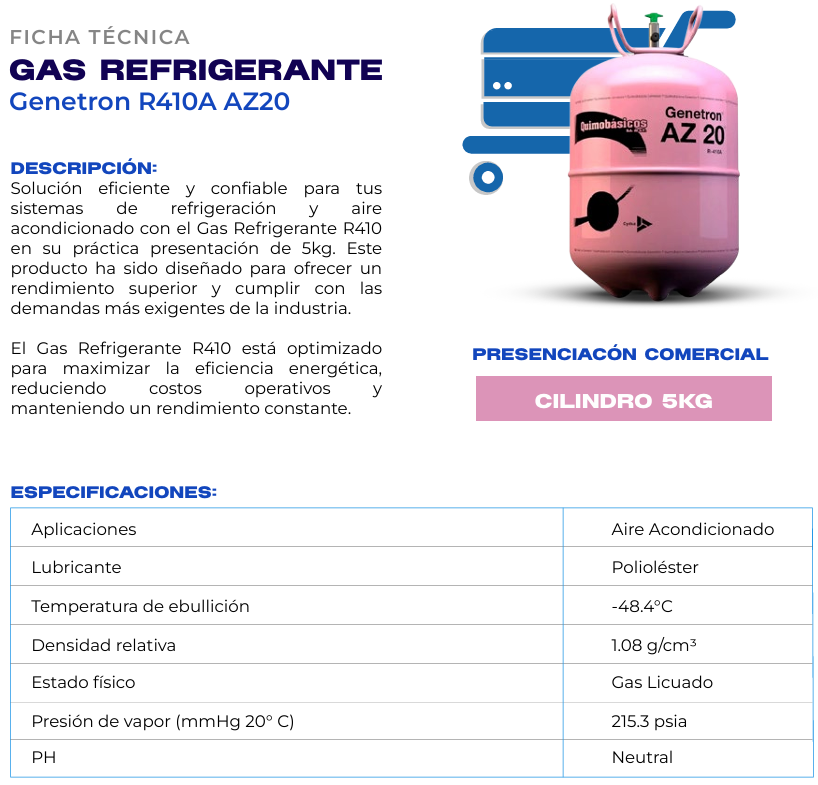 FICHA TÉCNICA
GAS REFRIGERANTE
Genetron R410A AZ20
DESCRIPCIÓN:
Solución eficiente y confiable para tus
sistemas de refrigeración y aire
acondicionado con el Gas Refrigerante R410
en su práctica presentación de 5kg. Este
producto ha sido diseñado para ofrecer un
rendimiento superior y cumplir con las
demandas más exigentes de la industria.
El Gas Refrigerante R410 está optimizado
para maximizar la eficiencia energética,
reduciendo costos operativos y
manteniendo un rendimiento constante.
Quimobásicos
Genetron
AZ 20
PRESENCIACÓN COMERCIAL
CILINDRO 5KG
ESPECIFICACIONES:
Aplicaciones Aire Acondicionado
Lubricante Polioléster
Temperatura de ebullición -48.4°C
Densidad relativa 1.08 g/cm³
Estado físico Gas Licuado
Presión de vapor (mmHg 20° C) 215.3 psia
PH Neutral